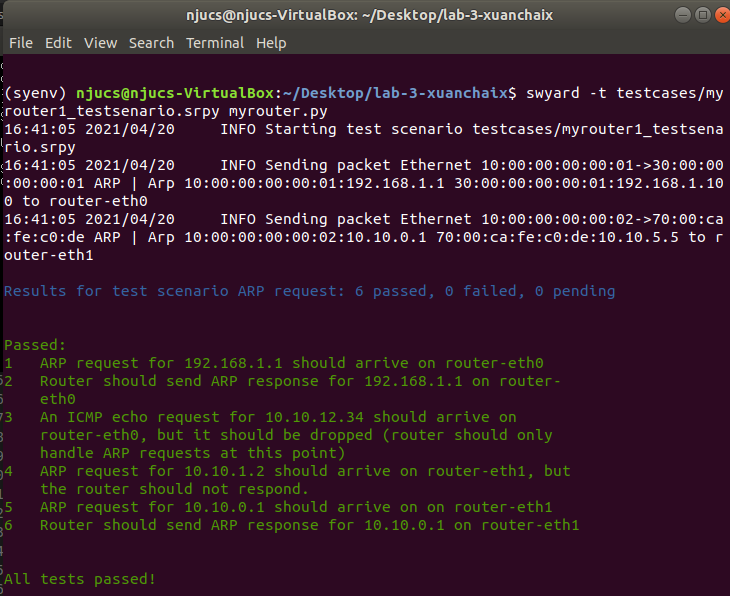 njucs@njucs-VirtualBox: ~/Desktop/lab-3-xuanchaix
File Edit View Search Terminal Help
(syenv) njucs@njucs-VirtualBox:~/Desktop/lab-3-xuanchaix$ swyard -t testcases/my
router1_testsenario.srpy myrouter.py
16:41:05 2021/04/20     INFO Starting test scenario testcases/myrouter1_testsena
rio.srpy
16:41:05 2021/04/20     INFO Sending packet Ethernet 10:00:00:00:00:01->30:00:00
:00:00:01 ARP | Arp 10:00:00:00:00:01:192.168.1.1 30:00:00:00:00:01:192.168.1.10
0 to router-eth0
16:41:05 2021/04/20     INFO Sending packet Ethernet 10:00:00:00:00:02->70:00:ca
:fe:c0:de ARP | Arp 10:00:00:00:00:02:10.10.0.1 70:00:ca:fe:c0:de:10.10.5.5 to r
outer-eth1
Results for test scenario ARP request: 6 passed, 0 failed, 0 pending
Passed:
1   ARP request for 192.168.1.1 should arrive on router-eth0
2   Router should send ARP response for 192.168.1.1 on router-
    eth0
3   An ICMP echo request for 10.10.12.34 should arrive on
    router-eth0, but it should be dropped (router should only
    handle ARP requests at this point)
4   ARP request for 10.10.1.2 should arrive on router-eth1, but
    the router should not respond.
5   ARP request for 10.10.0.1 should arrive on on router-eth1
6   Router should send ARP response for 10.10.0.1 on router-eth1
All tests passed!